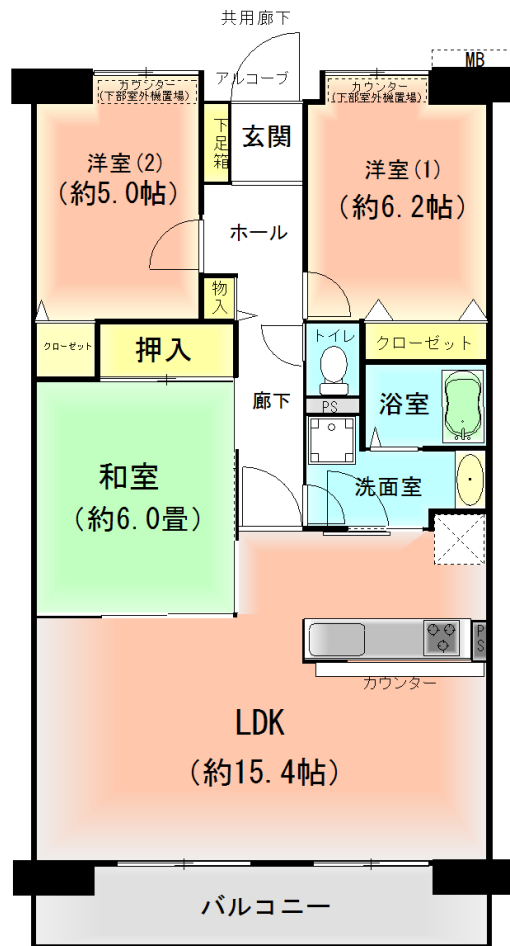 共用廊下
MB
アルコーブ
カウンター
(下部室外機置場)
カウンター
(下部室外機置場)
下足箱
玄関
洋室(2)
(約5.0帖)
洋室(1)
(約6.2帖)
ホール
物入
クローゼット
押入
トイレ
クローゼット
PS
廊下
浴室
和室
(約6.0畳)
洗面室
PS
カウンター
LDK
(約15.4帖)
バルコニー